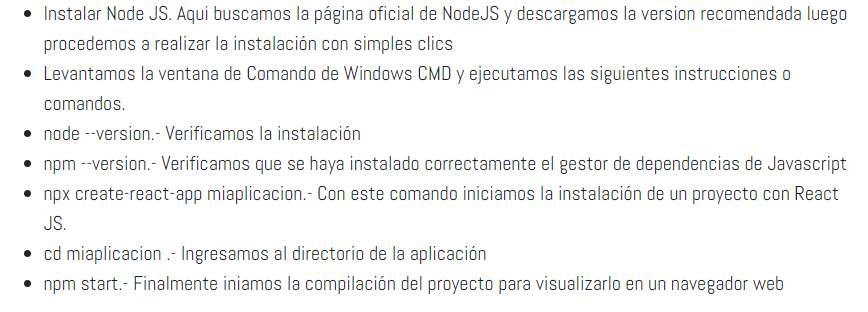 • Instalar Node JS. Aqui buscamos la página oficial de NodeJS y descargamos la version recomendada luego
procedemos a realizar la instalación con simples clics
• Levantamos la ventana de Comando de Windows CMD y ejecutamos las siguientes instrucciones o
comandos.
• node --version.- Verificamos la instalación
• npm --version.- Verificamos que se haya instalado correctamente el gestor de dependencias de Javascript
• npx create-react-app miaplicacion.- Con este comando iniciamos la instalación de un proyecto con React
JS.
• cd miaplicacion .- Ingresamos al directorio de la aplicación
• npm start.- Finalmente iniamos la compilación del proyecto para visualizarlo en un navegador web